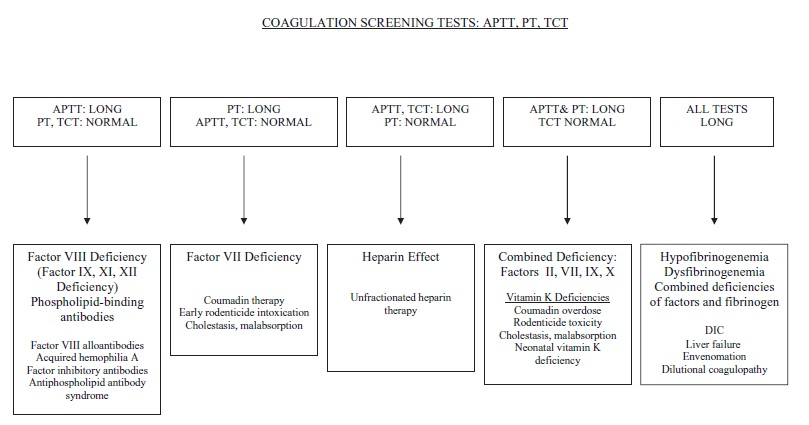 COAGULATION SCREENING TESTS: APTT, PT, TCT
APTT: LONG
PT, TCT: NORMAL
PT: LONG
APTT, TCT: NORMAL
APTT, TCT: LONG
PT: NORMAL
APTT& PT: LONG
TCT NORMAL
ALL TESTS
LONG
Factor VIII Deficiency
(Factor IX, XI, XII
Deficiency)
Phospholipid-binding
antibodies
Factor VIII alloantibodies
Acquired hemophilia A
Factor inhibitory antibodies
Antiphospholipid antibody
syndrome
Factor VII Deficiency
Coumadin therapy
Early rodenticide intoxication
Cholestasis, malabsorption
Heparin Effect
Unfractionated heparin
therapy
Combined Deficiency:
Factors II, VII, IX, X
Vitamin K Deficiencies
Coumadin overdose
Rodenticide toxicity
Cholestasis, malabsorption
Neonatal vitamin K
deficiency
Hypofibrinogenemia
Dysfibrinogenemia
Combined deficiencies
of factors and fibrinogen
DIC
Liver failure
Envenomation
Dilutional coagulopathy